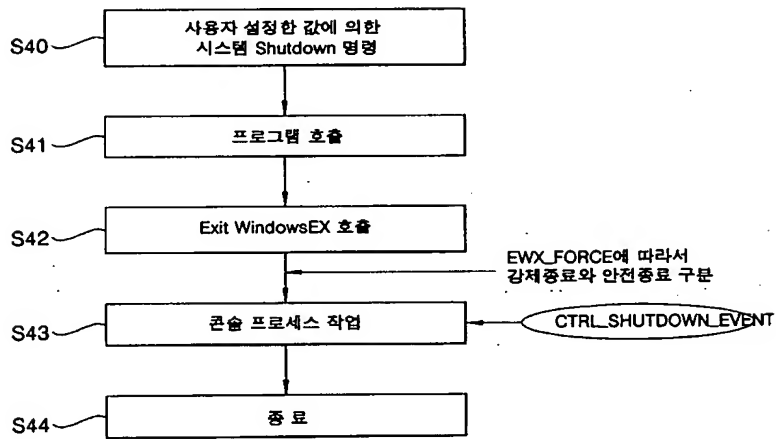 사용자 설정한 값에 의한
시스템 Shutdown 명령
S40
프로그램 호출
S41
Exit WindowsEX 호출
S42
EWX_FORCE에 따라서
강제종료와 안전종료 구분
콘솔 프로세스 작업
CTRL_SHUTDOWN_EVENT
S43
종 료
S44